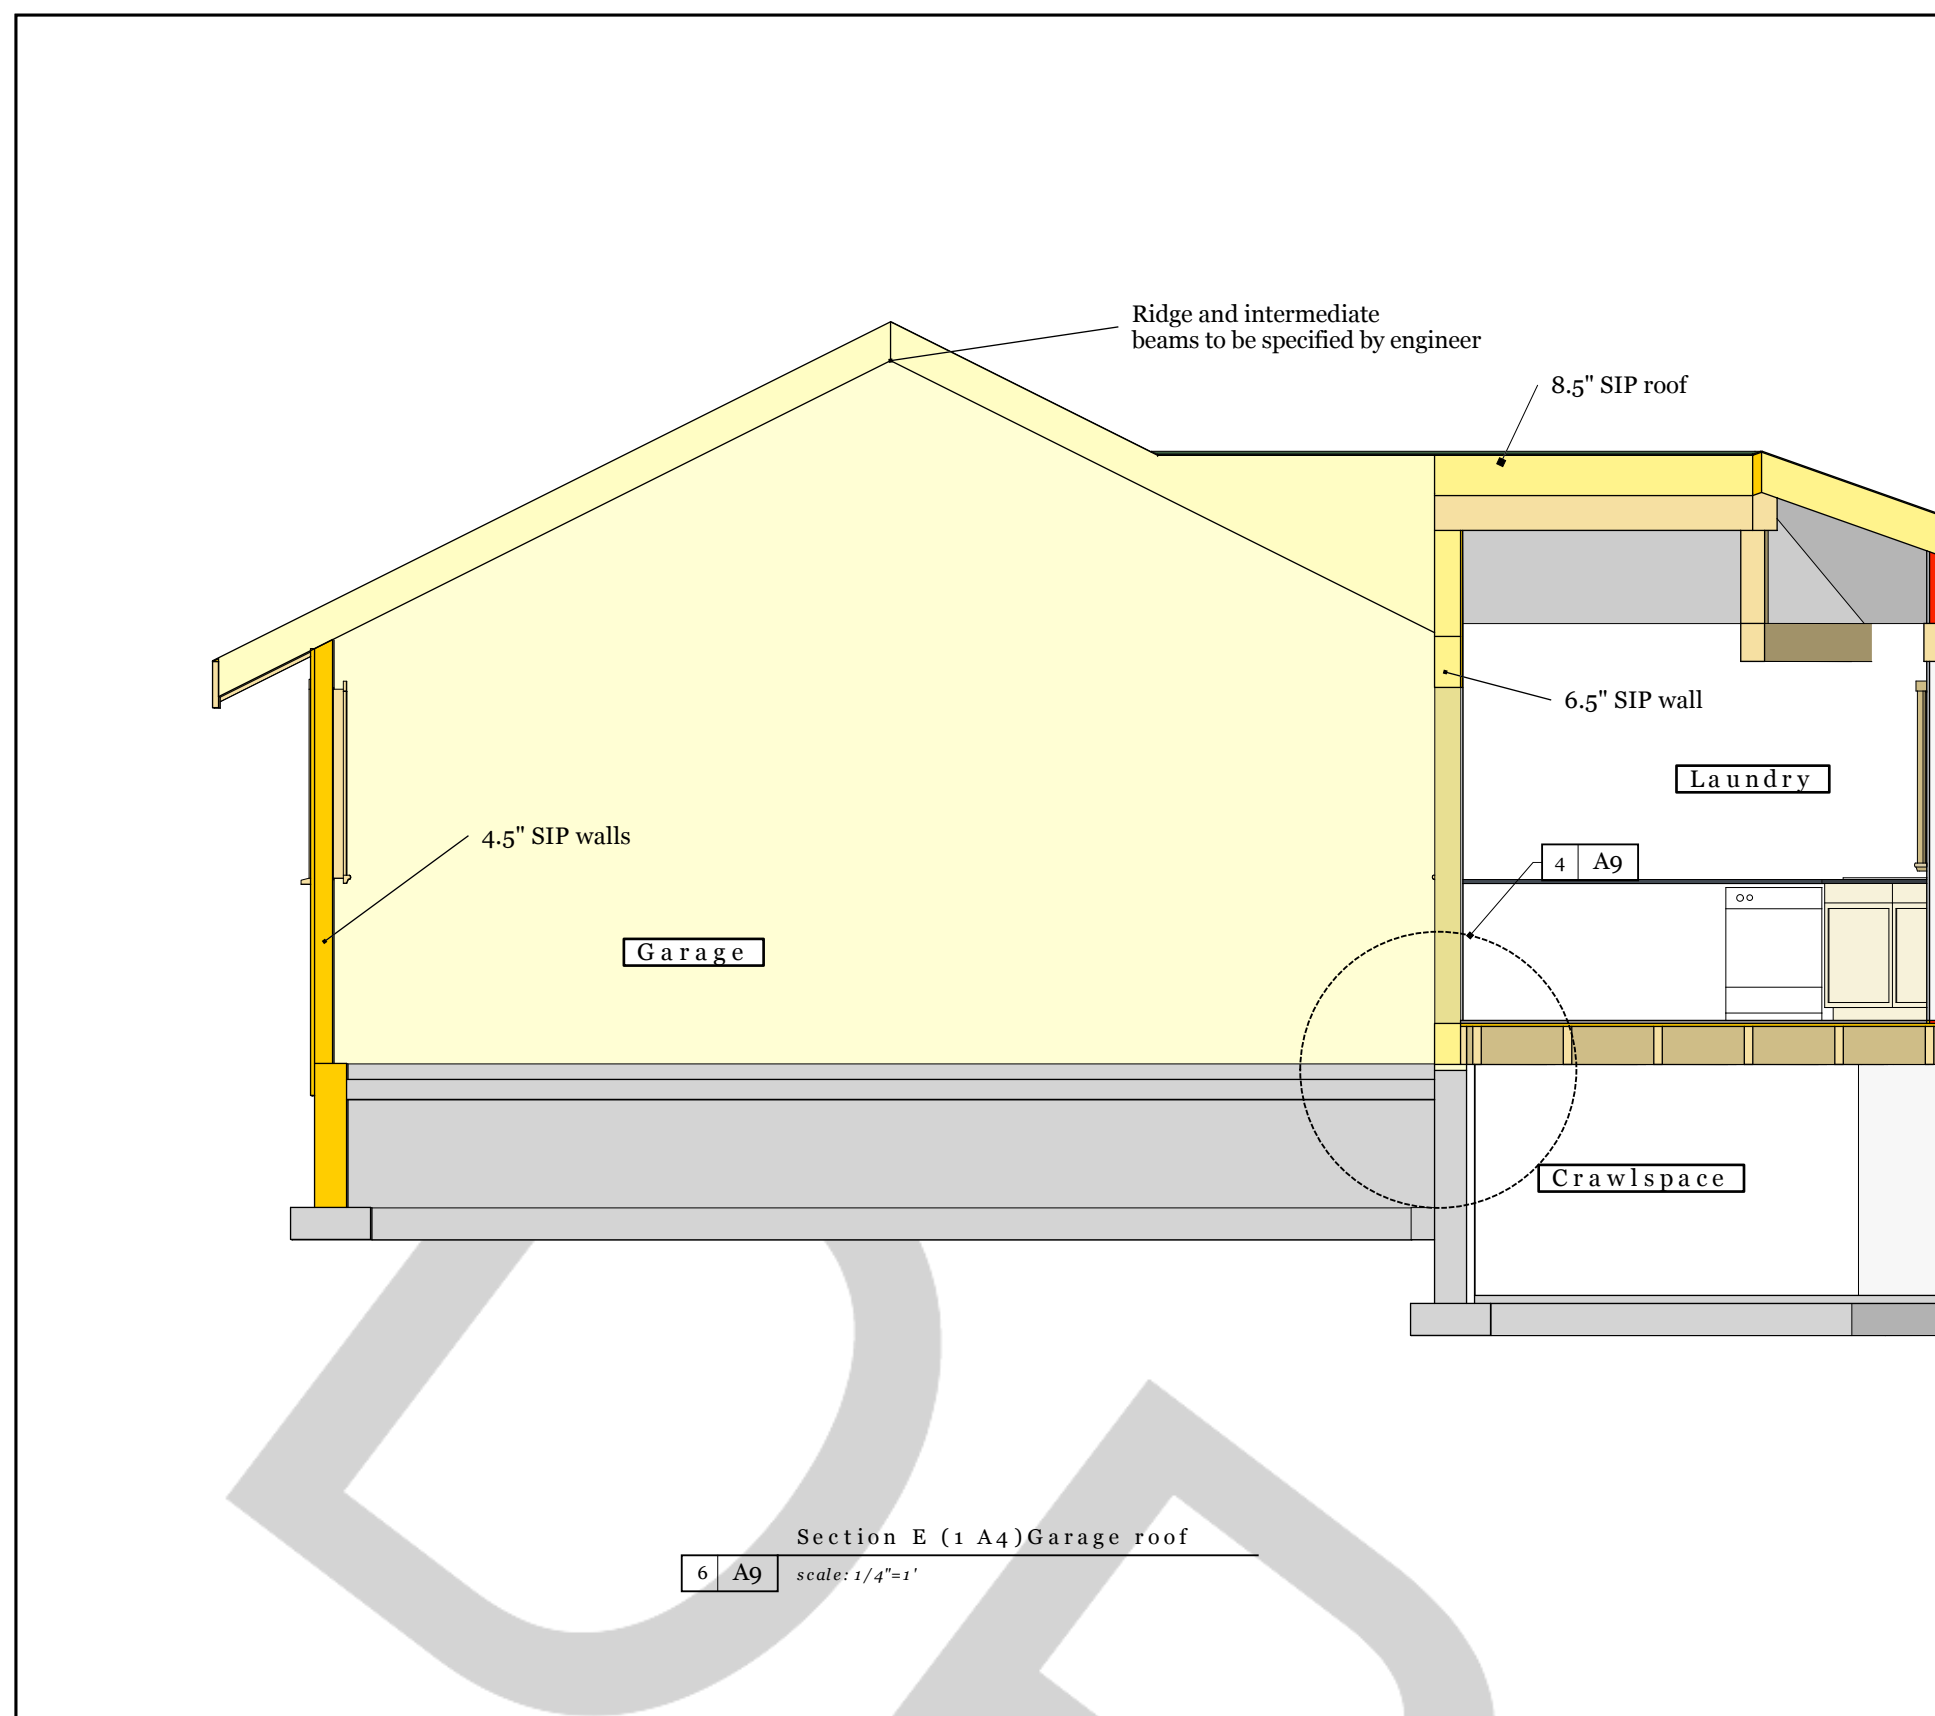 Ridge and intermediate
beams to be specified by engineer
8.5" SIP roof
6.5" SIP wall
Laundry
4.5" SIP walls
4 A9
Garage
Crawlspace
Section E (1 A4)Garage roof
6 A9 scale: 1/4"=1'